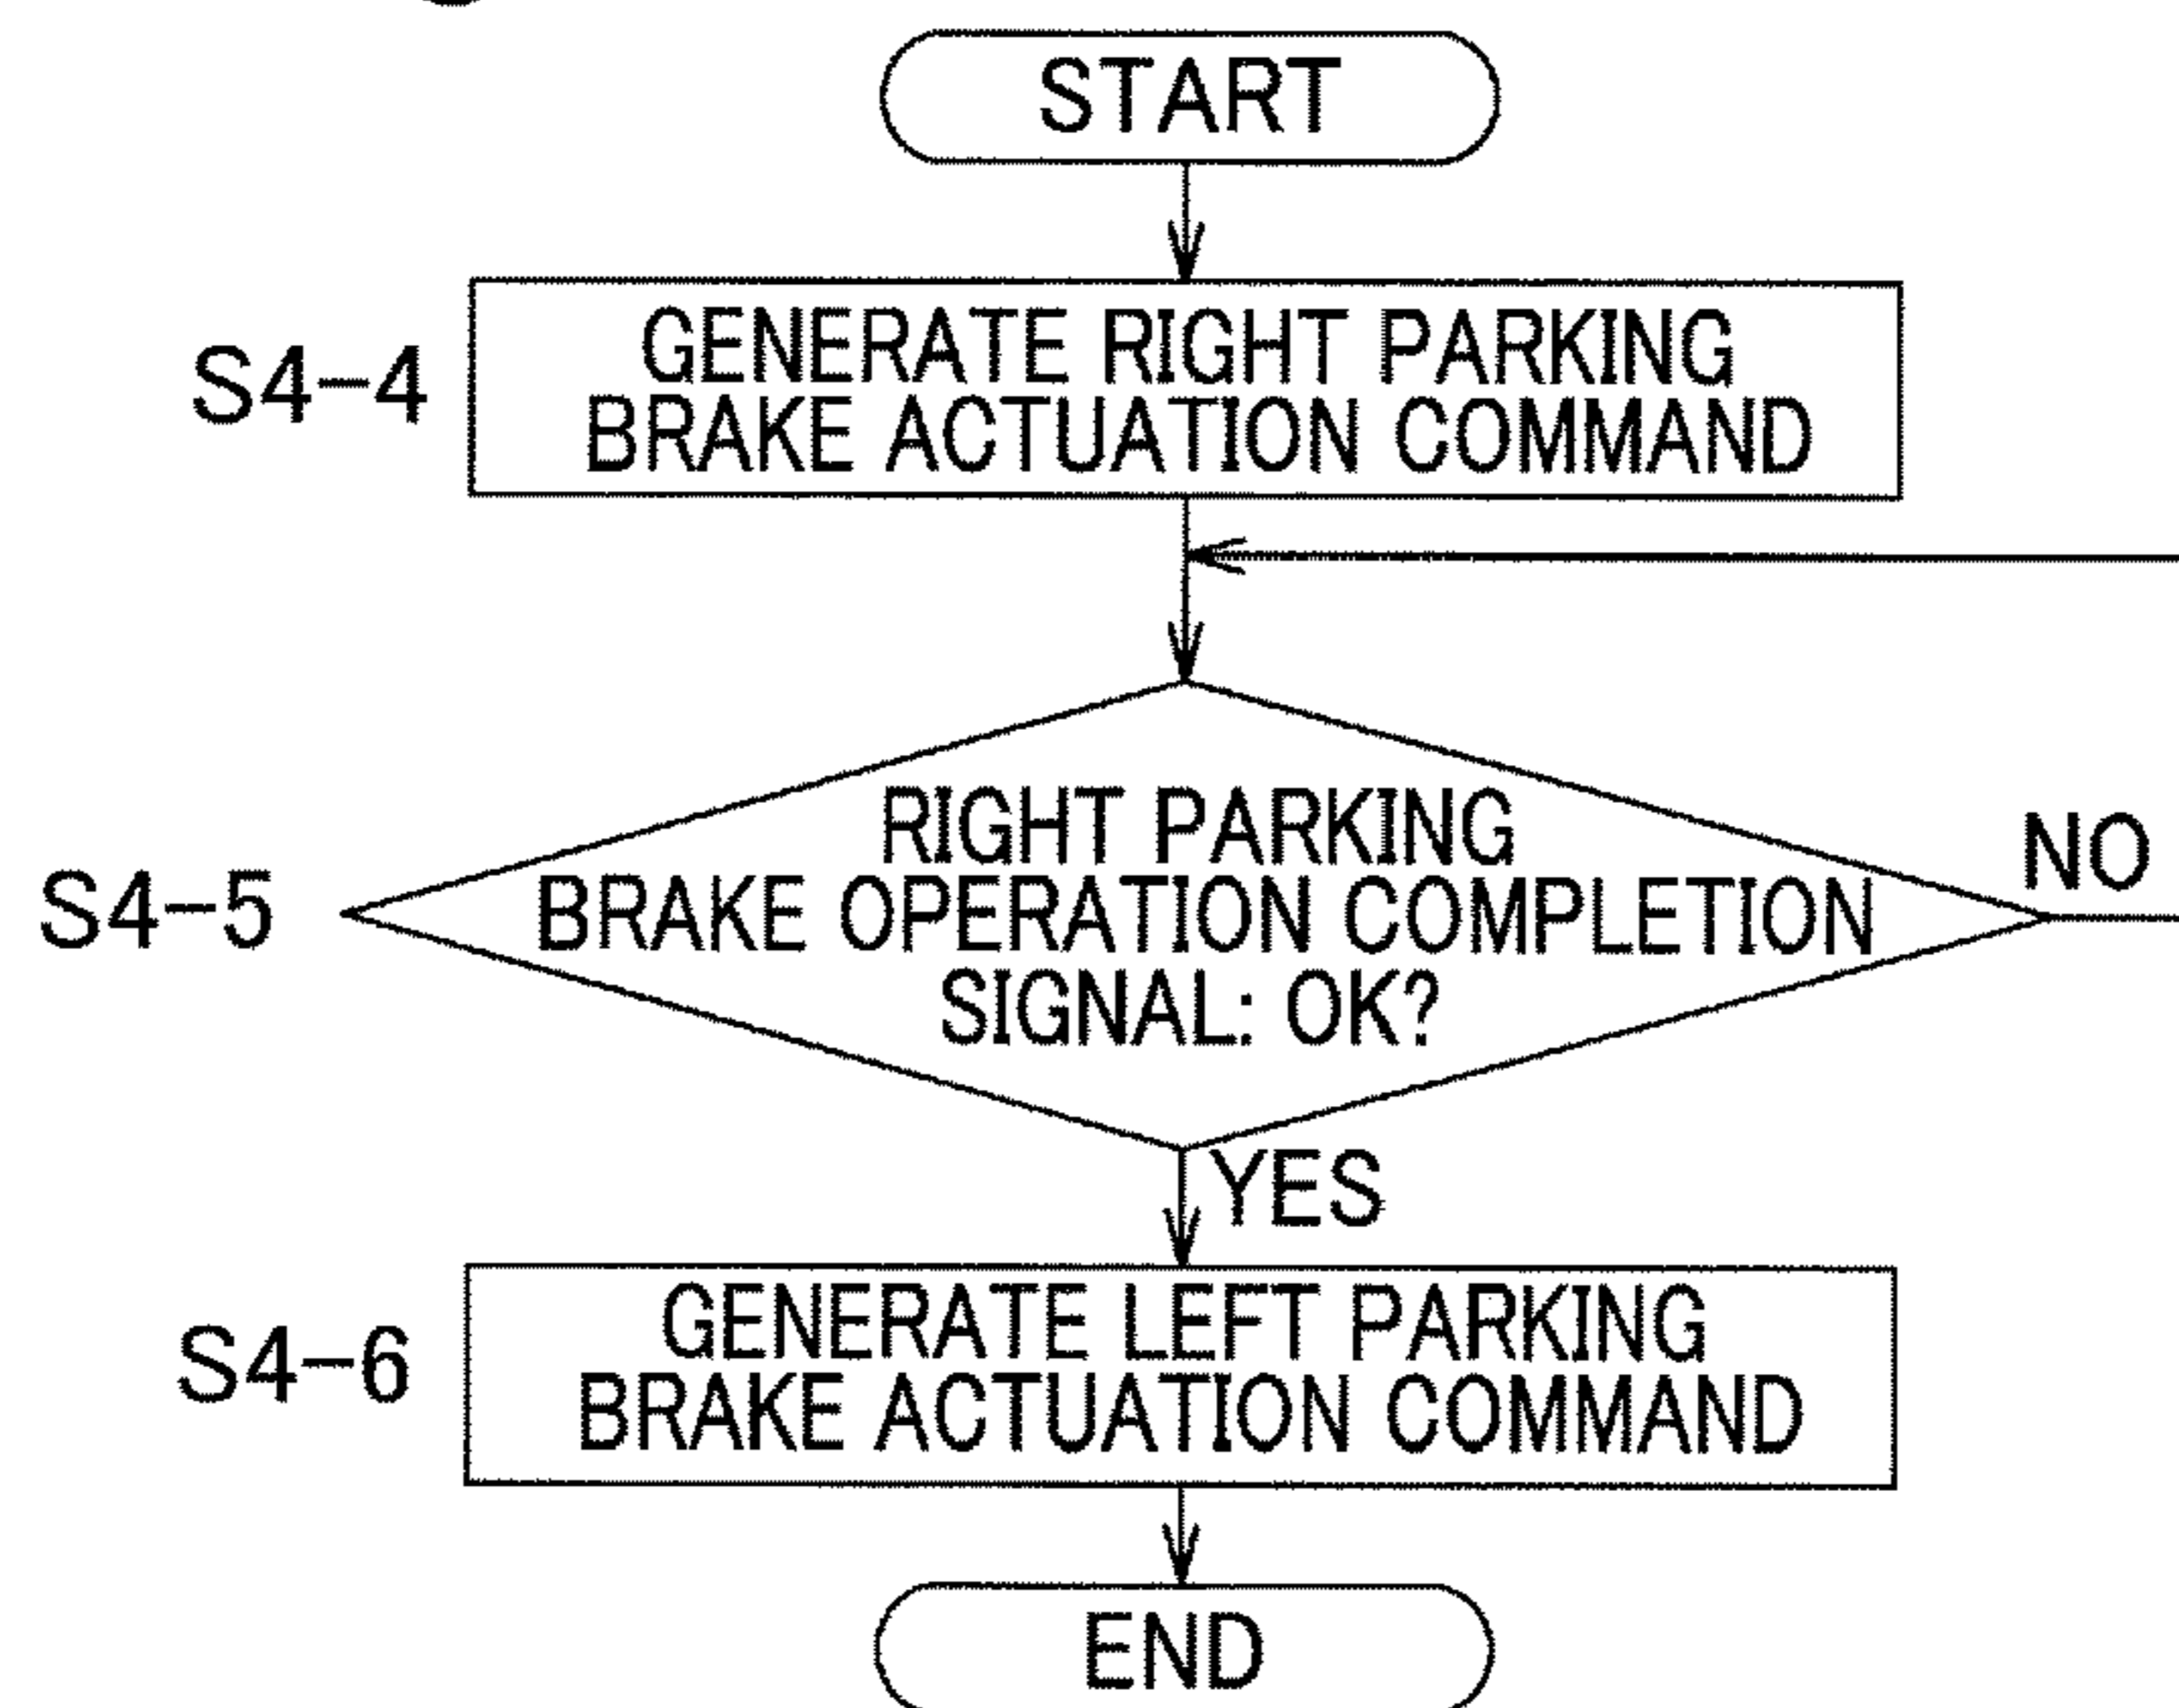 START
S4-4
GENERATE RIGHT PARKING
BRAKE ACTUATION COMMAND
S4-5
RIGHT PARKING
BRAKE OPERATION COMPLETION
SIGNAL: OK?
NO
YES
S4-6
GENERATE LEFT PARKING
BRAKE ACTUATION COMMAND
END